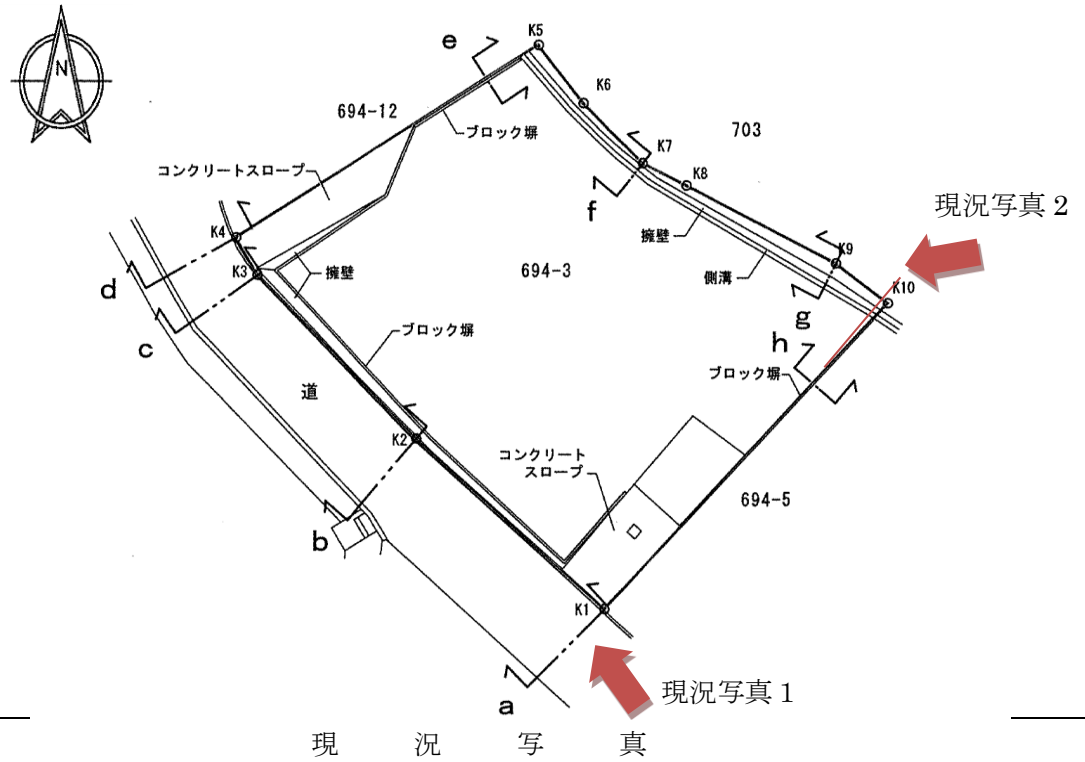 N
K5
e
K6
694-12
ブロック塀
703
K7
コンクリートスロープ
K8
f
擁壁
現況写真2
K4
K9
K3
擁壁
694-3
側溝
d
K10
g
c
ブロック塀
h
ブロック塀
道
K2
コンクリート
スロープ
694-5
b
K1
現況写真1
a
現況写真